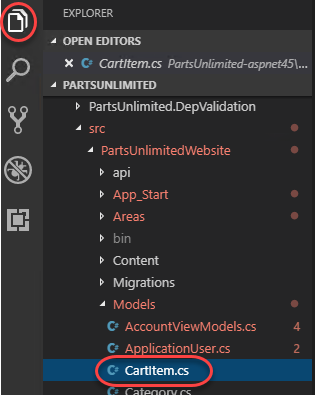 EXPLORER
OPEN EDITORS
CartItem.cs PartsUnlimited-aspnet45\...
PARTSUNLIMITED
PartsUnlimited.DepValidation
src
PartsUnlimitedWebsite
api
App_Start
Areas
bin
Content
Migrations
Models
C# AccountViewModels.cs 4
C# ApplicationUser.cs 2
C# CartItem.cs
C# Category.cs